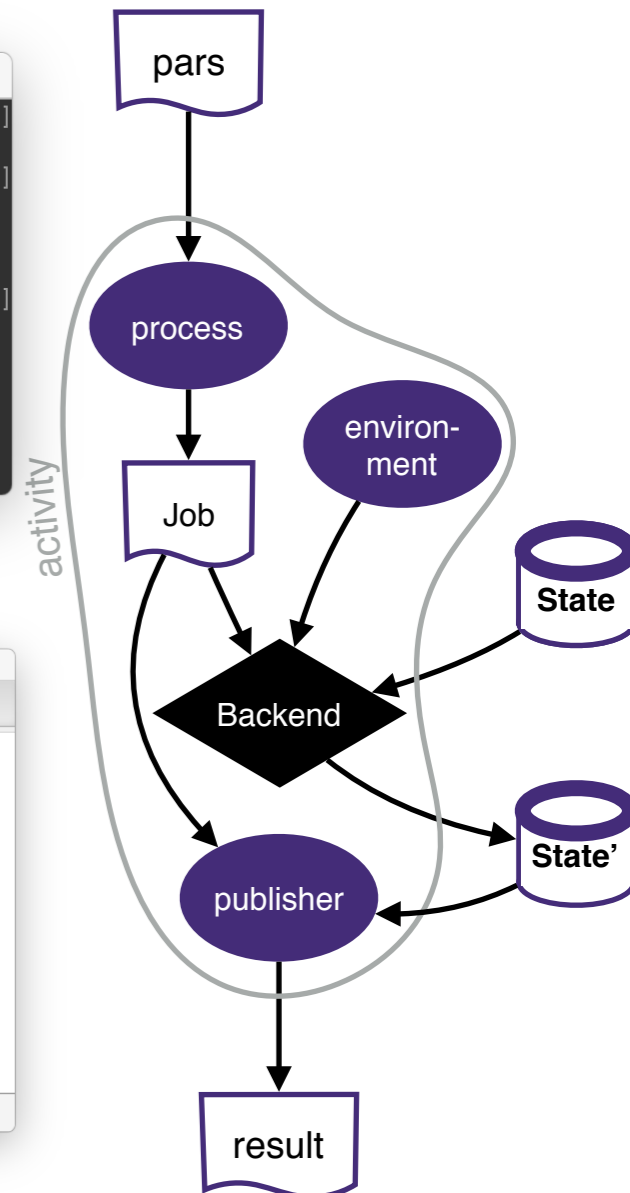 pars
]
]
]
process
environ-
ment
activity
Job
State
Backend
State’
publisher
result